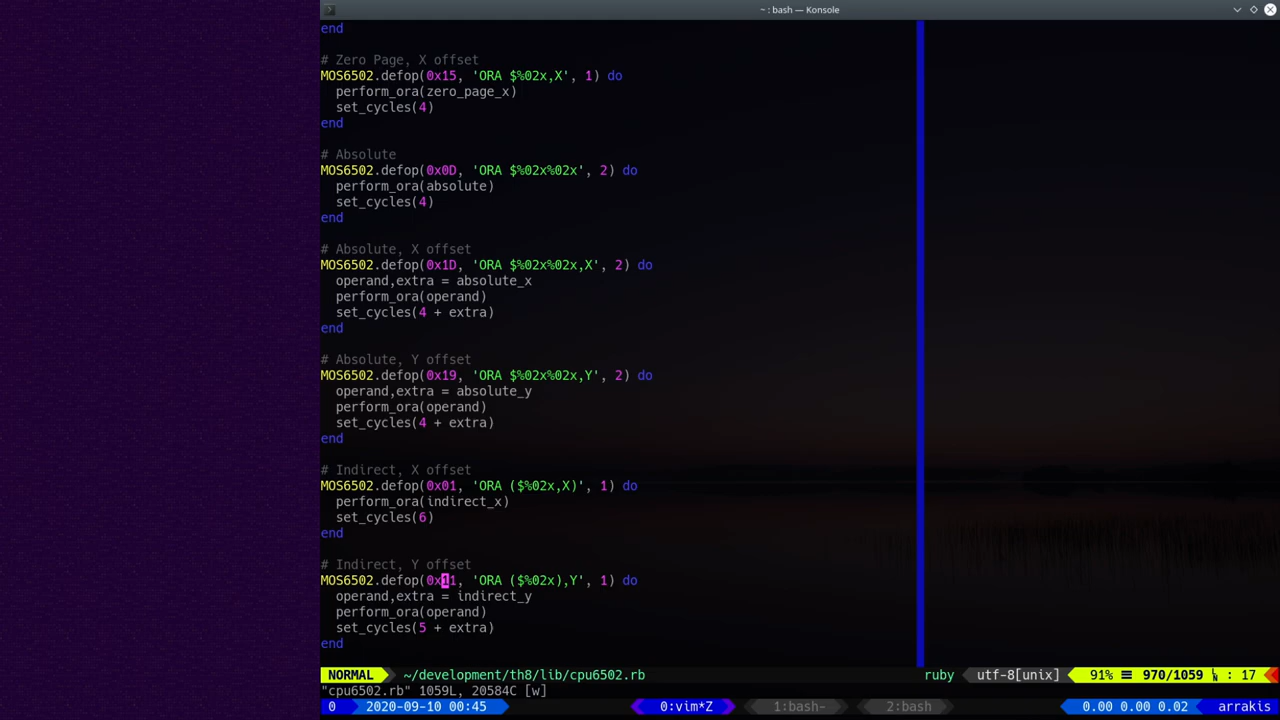 ~ : bash — Konsole
end
# Zero Page, X offset
MOS6502.defop(0x15, 'ORA $%02x,X', 1) do
  perform_ora(zero_page_x)
  set_cycles(4)
end
# Absolute
MOS6502.defop(0x0D, 'ORA $%02x%02x', 2) do
  perform_ora(absolute)
  set_cycles(4)
end
# Absolute, X offset
MOS6502.defop(0x1D, 'ORA $%02x%02x,X', 2) do
  operand,extra = absolute_x
  perform_ora(operand)
  set_cycles(4 + extra)
end
# Absolute, Y offset
MOS6502.defop(0x19, 'ORA $%02x%02x,Y', 2) do
  operand,extra = absolute_y
  perform_ora(operand)
  set_cycles(4 + extra)
end
# Indirect, X offset
MOS6502.defop(0x01, 'ORA ($%02x,X)', 1) do
  perform_ora(indirect_x)
  set_cycles(6)
end
# Indirect, Y offset
MOS6502.defop(0x11, 'ORA ($%02x),Y', 1) do
  operand,extra = indirect_y
  perform_ora(operand)
  set_cycles(5 + extra)
end
NORMAL ~/development/th8/lib/cpu6502.rb ruby utf-8[unix] 91% ≡ 970/1059 ㏑ : 17
"cpu6502.rb" 1059L, 20584C [w]
0 2020-09-10 00:45 0:vim*Z 1:bash- 2:bash 0.00 0.00 0.02 arrakis